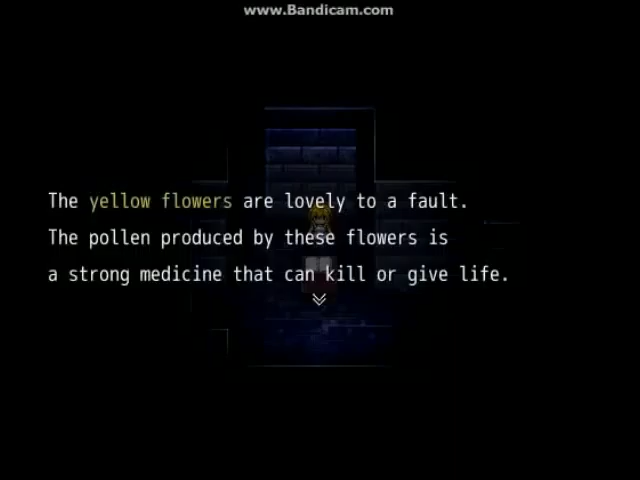 www.Bandicam.com
The yellow flowers are lovely to a fault.
The pollen produced by these flowers is
a strong medicine that can kill or give life.